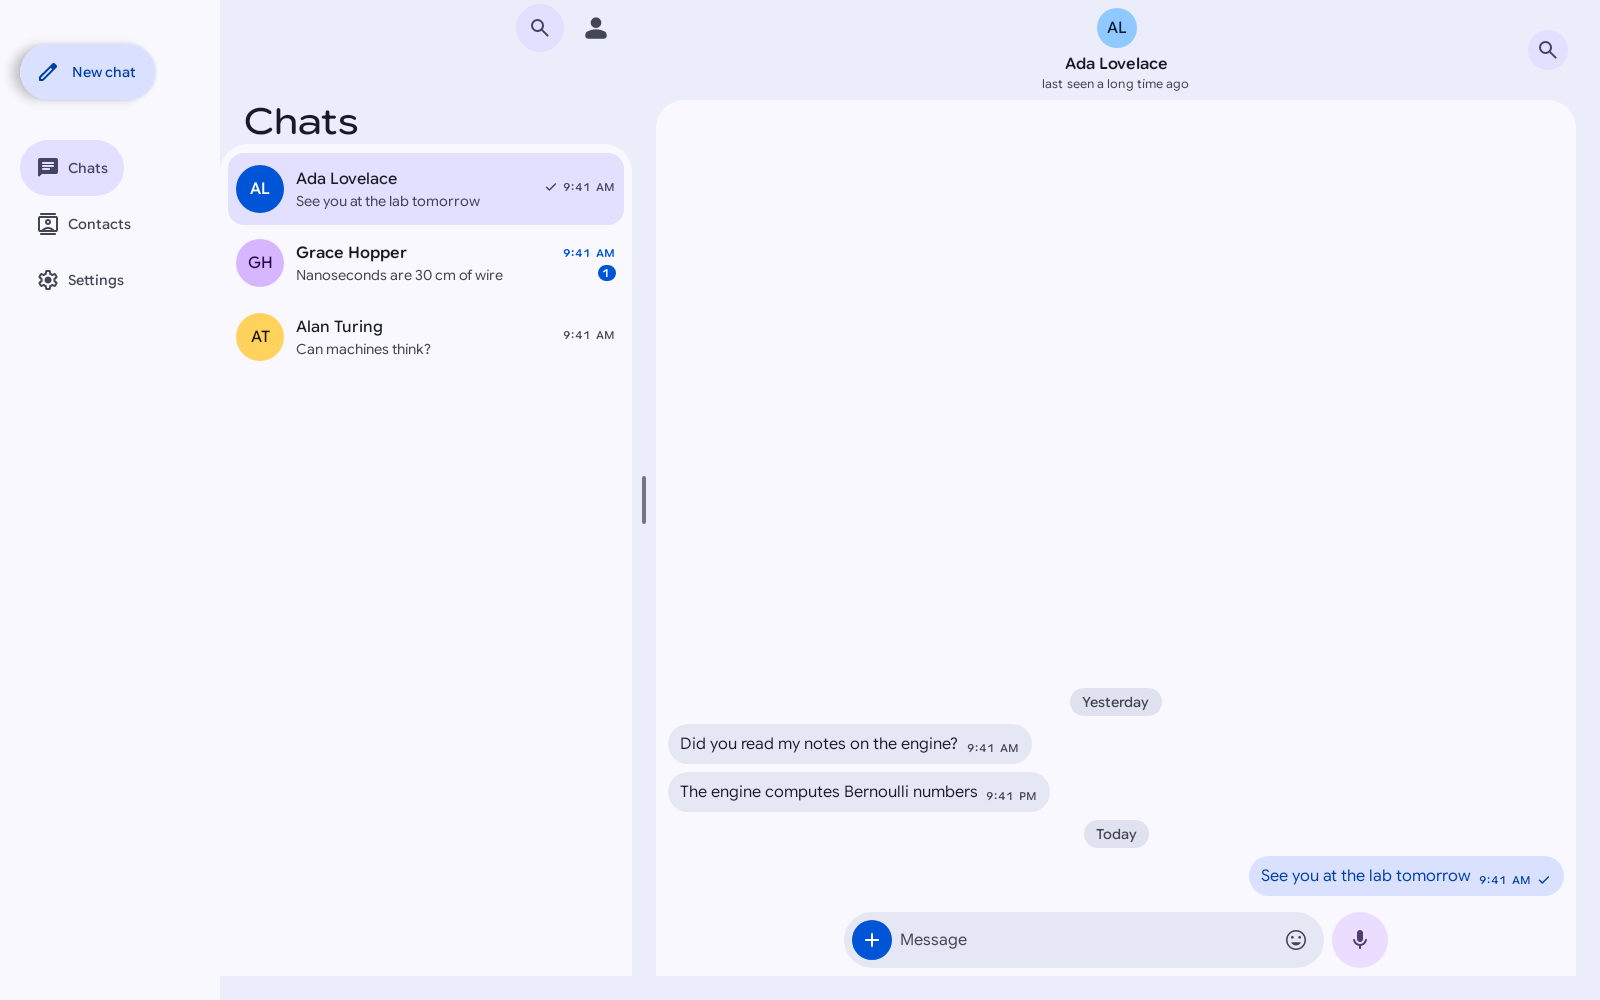 New chat
Chats
Contacts
Settings
Chats
AL
Ada Lovelace
9:41 AM
See you at the lab tomorrow
GH
Grace Hopper
9:41 AM
Nanoseconds are 30 cm of wire
1
AT
Alan Turing
9:41 AM
Can machines think?
AL
Ada Lovelace
last seen a long time ago
Yesterday
Did you read my notes on the engine? 9:41 AM
The engine computes Bernoulli numbers 9:41 PM
Today
See you at the lab tomorrow 9:41 AM
Message